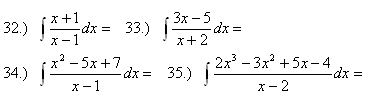 32.) ∫ (x+1)/(x−1) dx =   33.) ∫ (3x−5)/(x+2) dx =
34.) ∫ (x² −5x+7)/(x−1) dx =   35.) ∫ (2x³ −3x² +5x−4)/(x−2) dx =